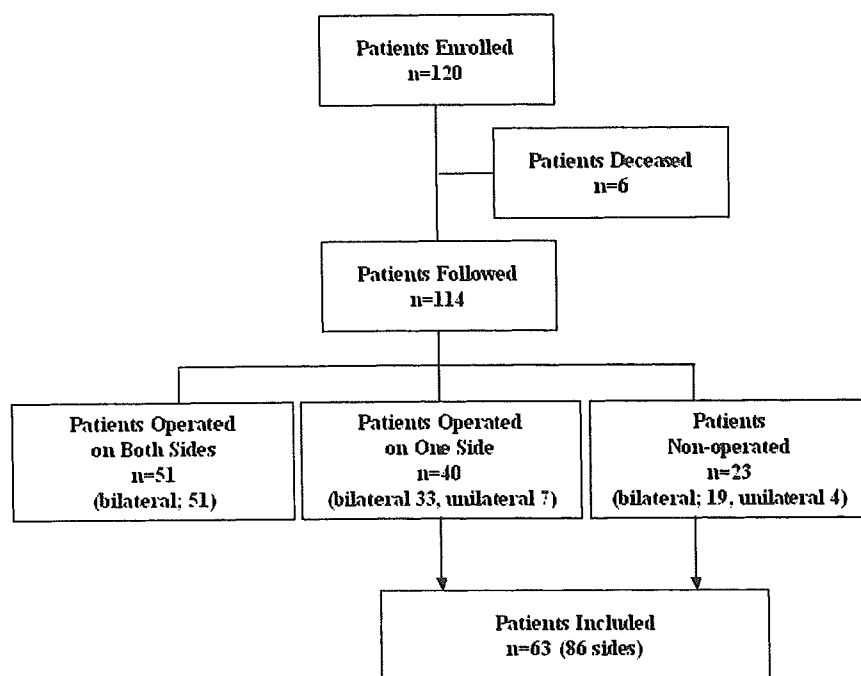 Patients Enrolled
n=120
Patients Deceased
n=6
Patients Followed
n=114
Patients Operated
on Both Sides
n=51
(bilateral; 51)
Patients Operated
on One Side
n=40
(bilateral 33, unilateral 7)
Patients
Non-operated
n=23
(bilateral; 19, unilateral 4)
Patients Included
n=63 (86 sides)